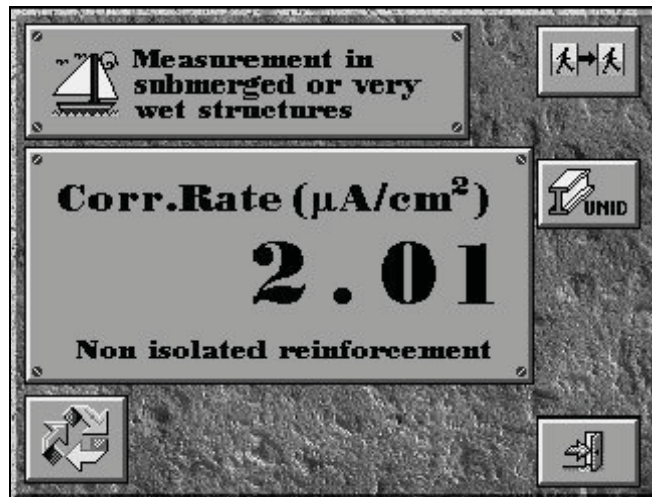 Measurement in
submerged or very
wet structures
Corr.Rate (µA/cm²)
2.01
UNID
Non isolated reinforcement